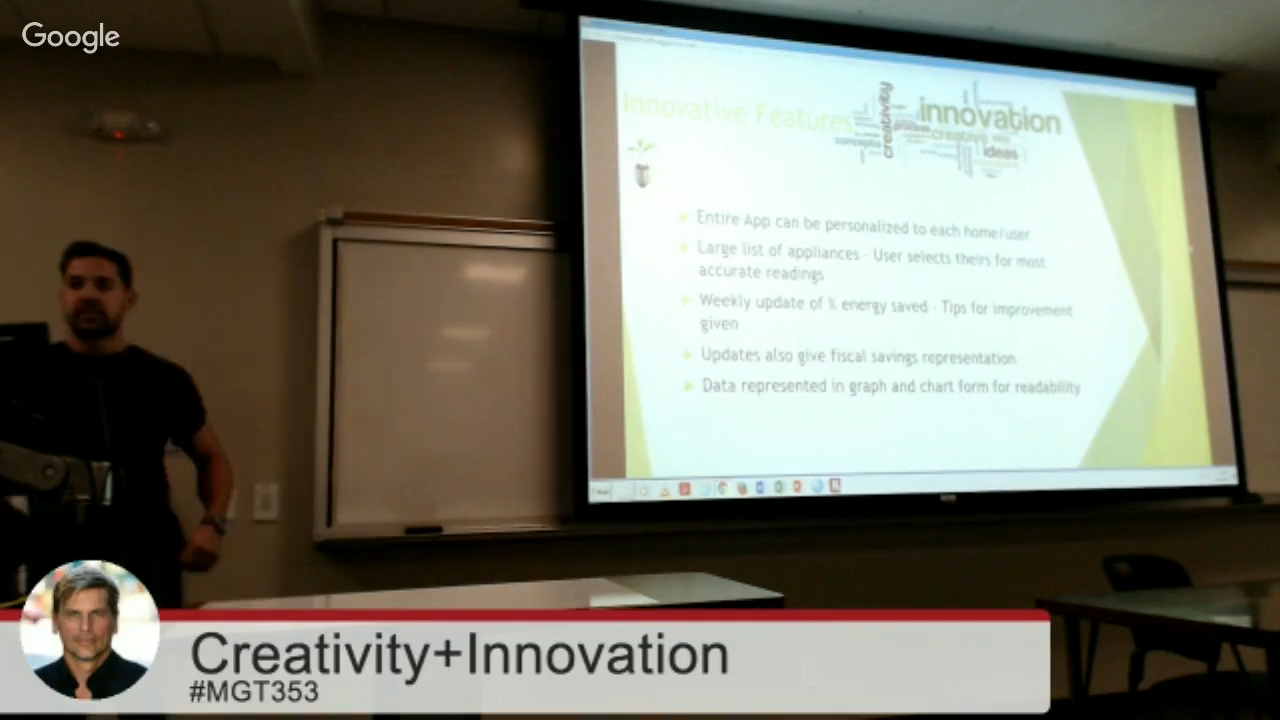 Google
Innovative Features
creativity
innovation
process
creative
concepts
ideas
Entire App can be personalized to each home/user
Large list of appliances - User selects theirs for most
accurate readings
Weekly update of % energy saved - Tips for improvement
given
Updates also give fiscal savings representation
Data represented in graph and chart form for readability
Creativity+Innovation
#MGT353